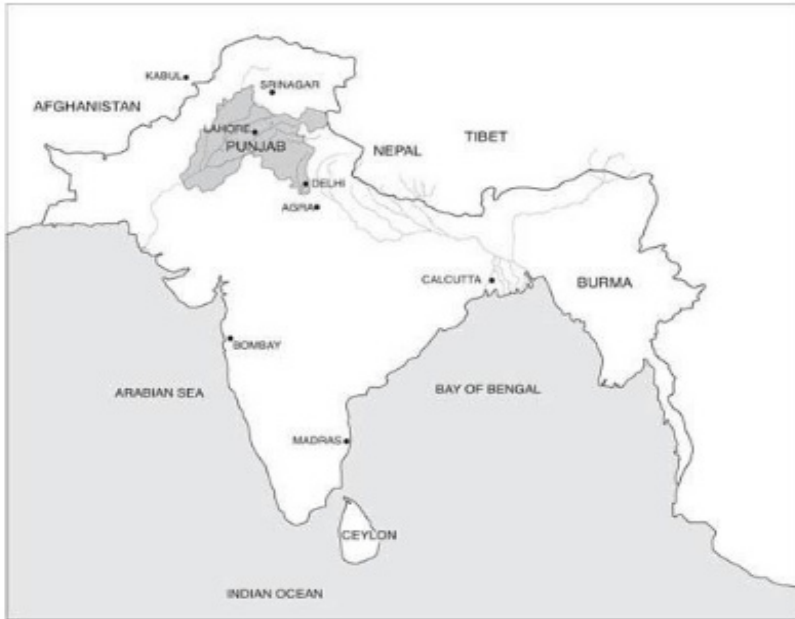 KABUL
SRINAGAR
AFGHANISTAN
LAHORE
PUNJAB
NEPAL
TIBET
DELHI
AGRA
CALCUTTA
BURMA
BOMBAY
ARABIAN SEA
BAY OF BENGAL
MADRAS
CEYLON
INDIAN OCEAN